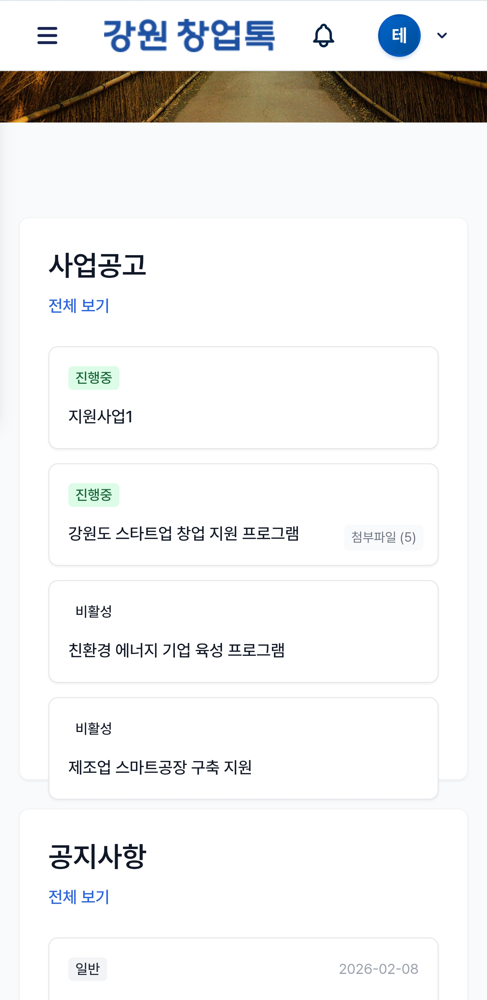 강원 창업톡
테
사업공고
전체 보기
진행중
지원사업1
진행중
강원도 스타트업 창업 지원 프로그램
첨부파일 (5)
비활성
친환경 에너지 기업 육성 프로그램
비활성
제조업 스마트공장 구축 지원
공지사항
전체 보기
일반
2026-02-08